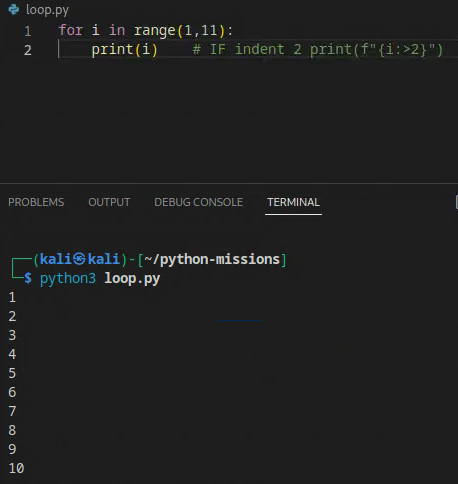 loop.py
1 for i in range(1,11):
2 print(i) # IF indent 2 print(f"{i:>2}")
PROBLEMS OUTPUT DEBUG CONSOLE TERMINAL
┌──(kali㉿kali)-[~/python-missions]
└─$ python3 loop.py
1
2
3
4
5
6
7
8
9
10